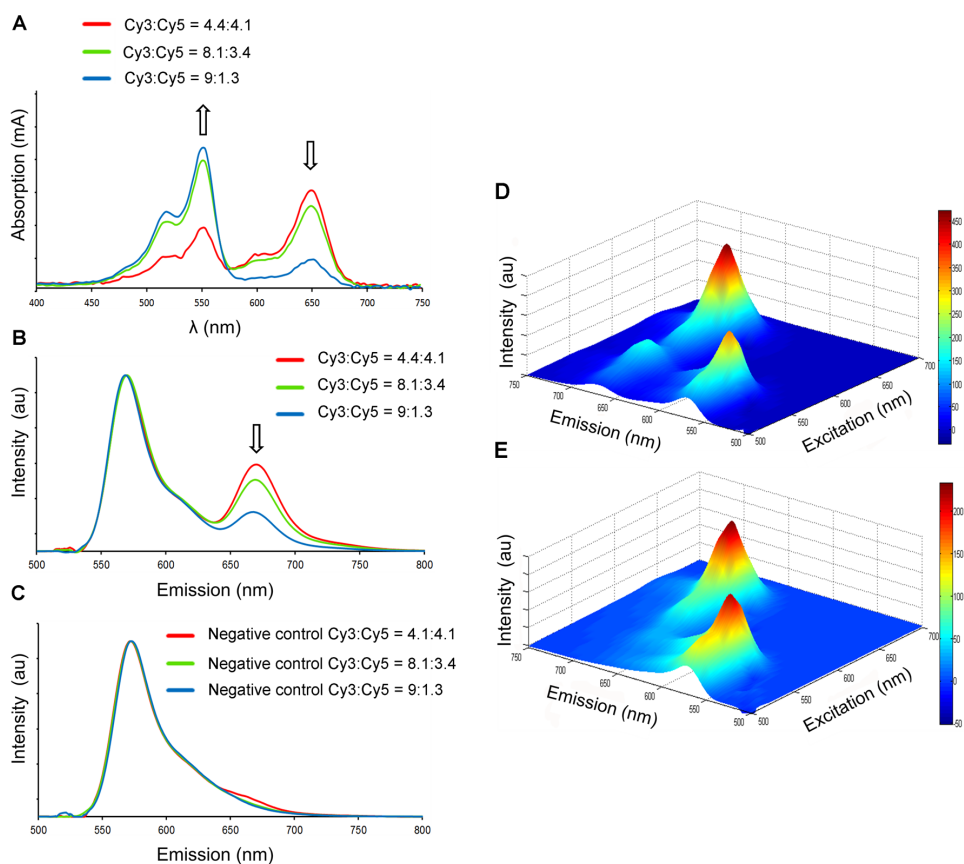 A
Cy3:Cy5 = 4.4:4.1
Cy3:Cy5 = 8.1:3.4
Cy3:Cy5 = 9:1.3
Absorption (mA)
400 450 500 550 600 650 700 750
λ (nm)
B
Cy3:Cy5 = 4.4:4.1
Cy3:Cy5 = 8.1:3.4
Cy3:Cy5 = 9:1.3
Intensity (au)
500 550 600 650 700 750 800
Emission (nm)
C
Negative control Cy3:Cy5 = 4.1:4.1
Negative control Cy3:Cy5 = 8.1:3.4
Negative control Cy3:Cy5 = 9:1.3
Intensity (au)
500 550 600 650 700 750 800
Emission (nm)
D
Intensity (au)
750 700 650 600 550 500
Emission (nm)
500 550 600 650 700
Excitation (nm)
450
400
350
300
250
200
150
100
50
0
E
Intensity (au)
750 700 650 600 550 500
Emission (nm)
500 550 600 650 700
Excitation (nm)
200
150
100
50
0
-50